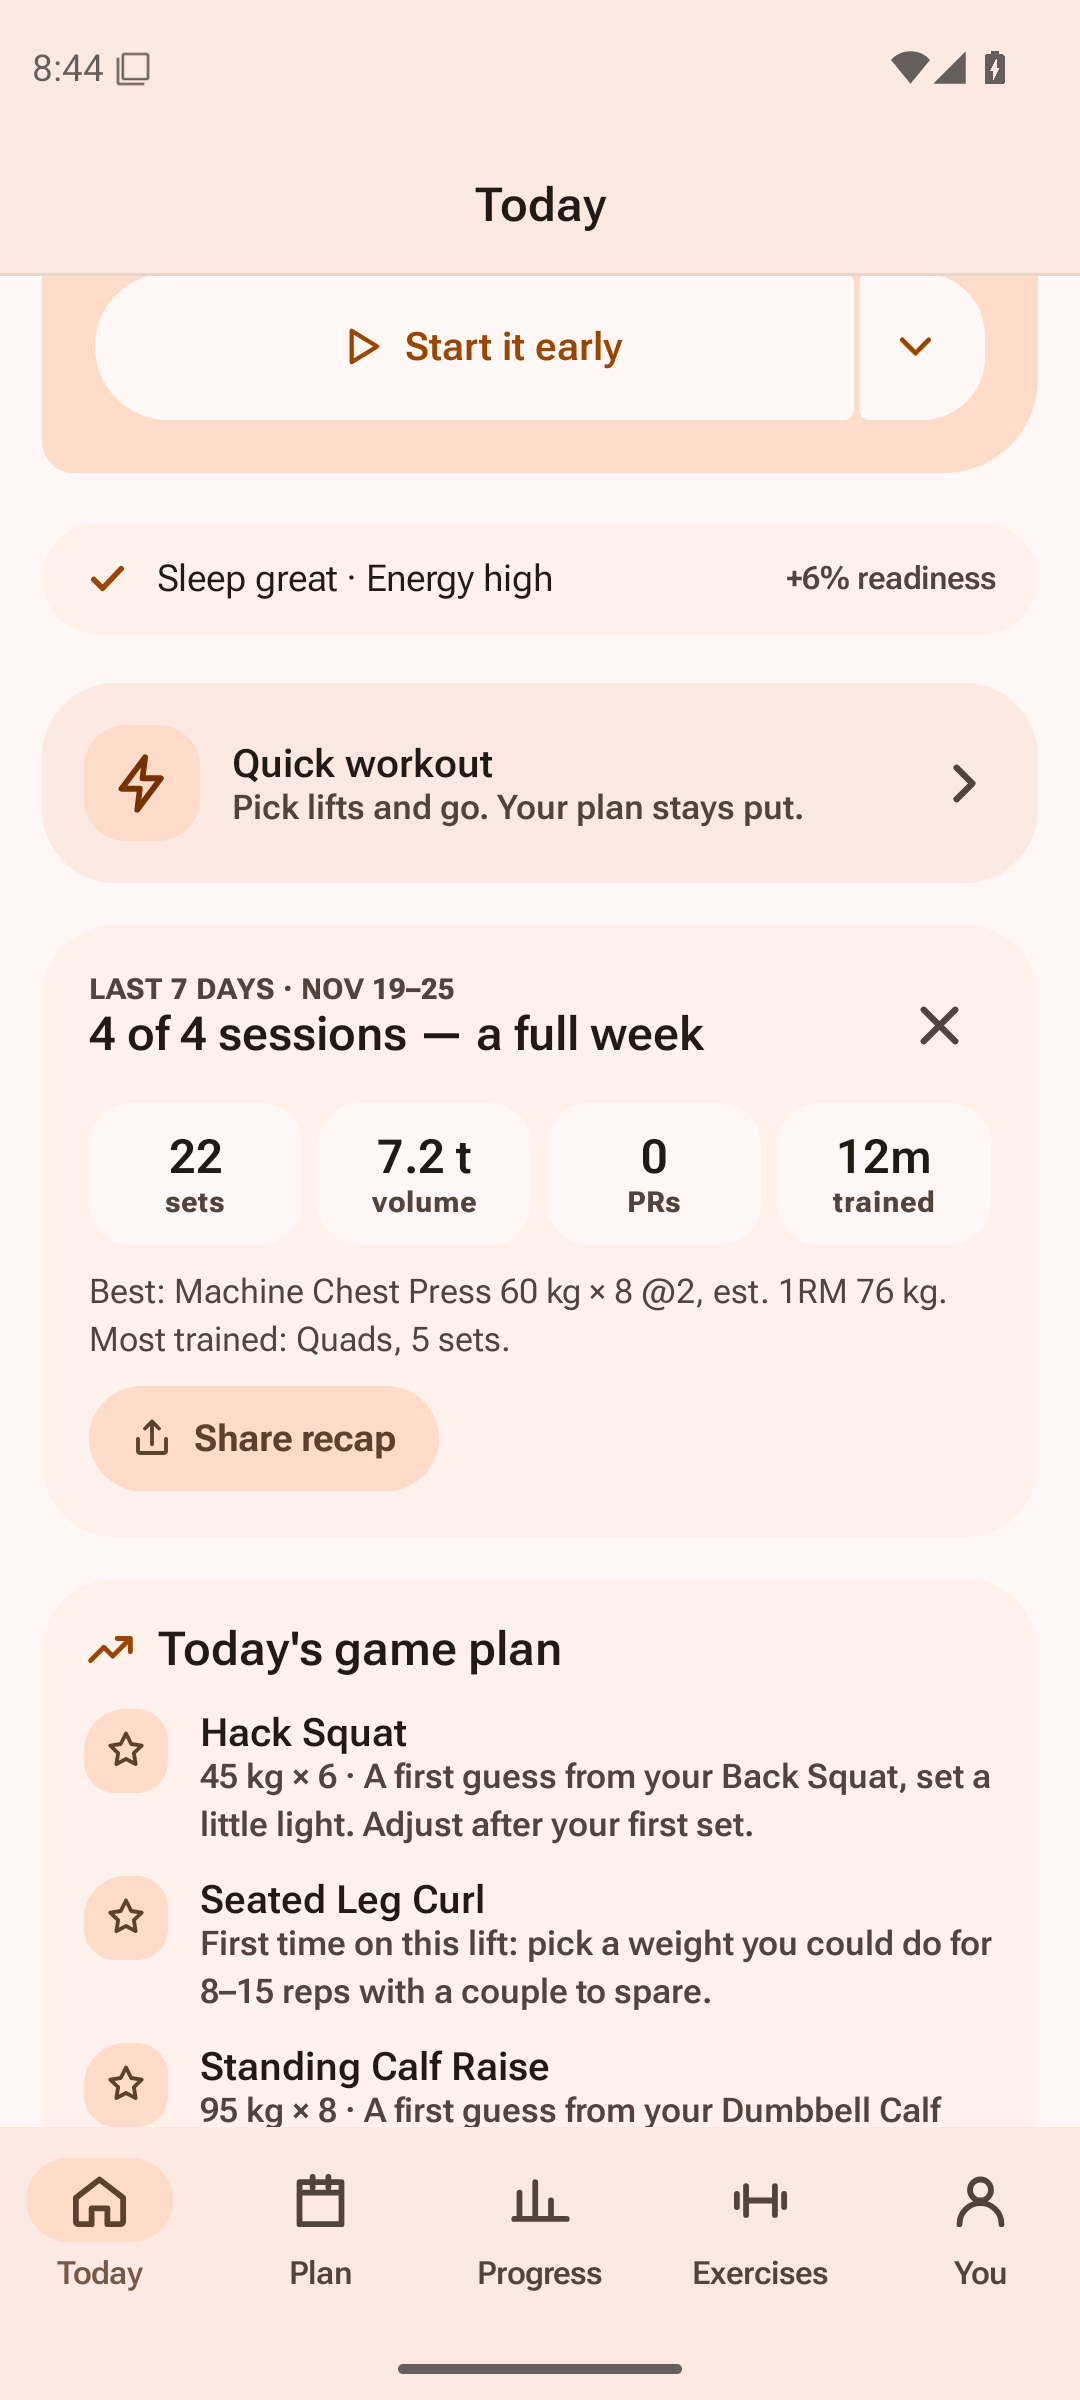 8:44
Today
Start it early
Sleep great · Energy high
+6% readiness
Quick workout
Pick lifts and go. Your plan stays put.
LAST 7 DAYS · NOV 19–25
4 of 4 sessions — a full week
22
sets
7.2 t
volume
0
PRs
12m
trained
Best: Machine Chest Press 60 kg × 8 @2, est. 1RM 76 kg.
Most trained: Quads, 5 sets.
Share recap
Today's game plan
Hack Squat
45 kg × 6 · A first guess from your Back Squat, set a
little light. Adjust after your first set.
Seated Leg Curl
First time on this lift: pick a weight you could do for
8–15 reps with a couple to spare.
Standing Calf Raise
95 kg × 8 · A first guess from your Dumbbell Calf
Today
Plan
Progress
Exercises
You